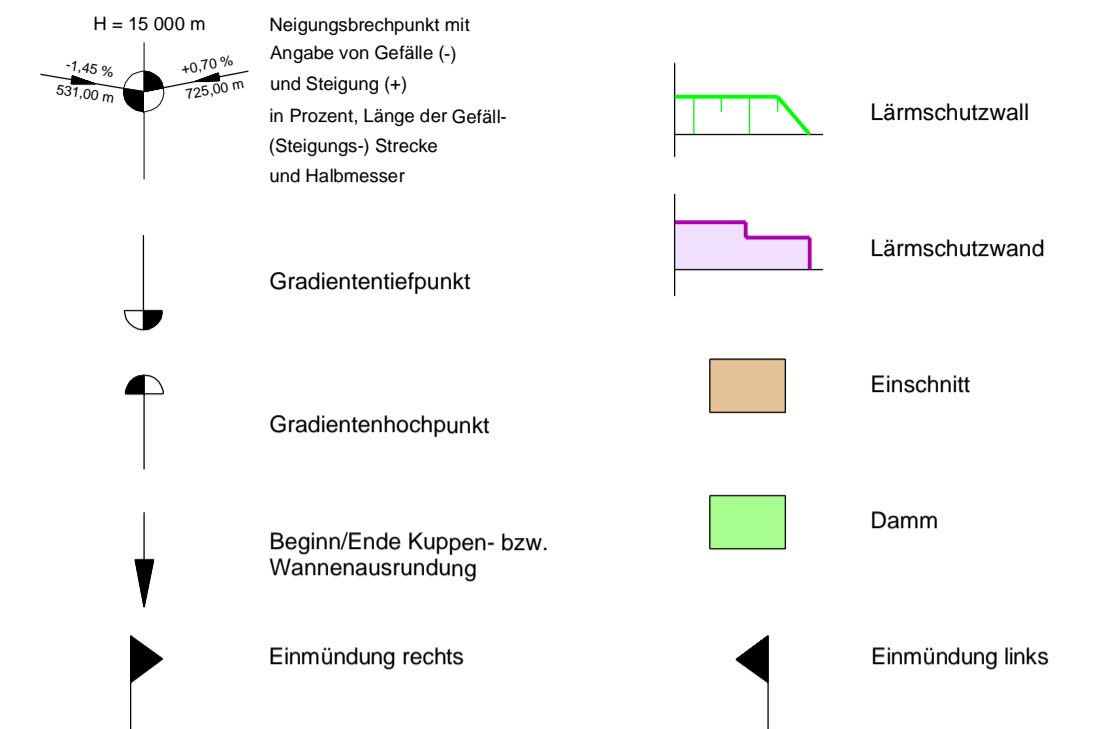 H = 15 000 m
-1,45 %
531,00 m
+0,70 %
725,00 m
Neigungsbrechpunkt mit
Angabe von Gefälle (-)
und Steigung (+)
in Prozent, Länge der Gefäll-
(Steigungs-) Strecke
und Halbmesser
Gradiententiefpunkt
Gradientenhochpunkt
Beginn/Ende Kuppen- bzw.
Wannenausrundung
Einmündung rechts
Lärmschutzwall
Lärmschutzwand
Einschnitt
Damm
Einmündung links